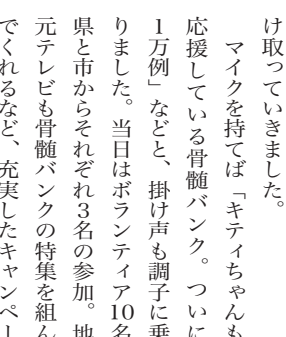 け取っていきました。
マイクを持てば「キティちゃんも
応援している骨髄バンク。ついに
1万例」などと、掛け声も調子に乗
りました。当日はボランティア10名
県と市からそれぞれ3名の参加。地
元テレビも骨髄バンクの特集を組ん
でくれるなど、充実したキャンペー